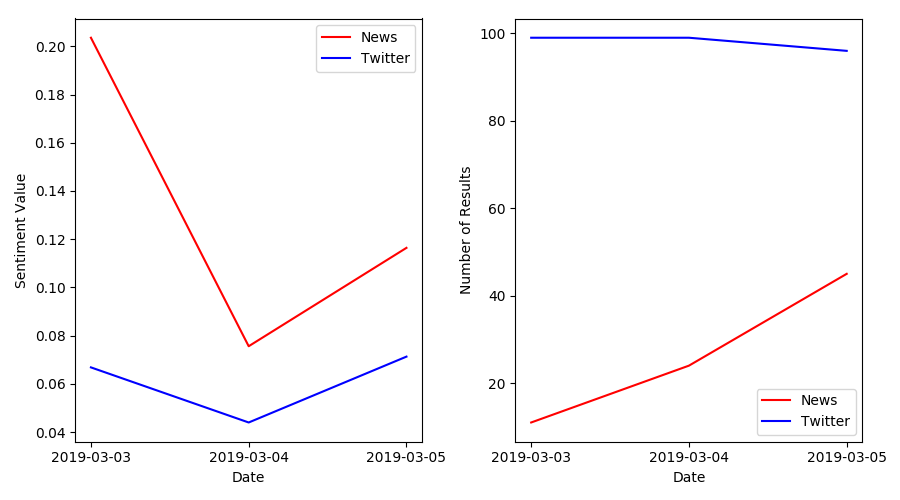 0.20
0.18
0.16
0.14
0.12
0.10
0.08
0.06
0.04
Sentiment Value
News
Twitter
2019-03-03 2019-03-04 2019-03-05
Date
100
80
60
40
20
Number of Results
News
Twitter
2019-03-03 2019-03-04 2019-03-05
Date